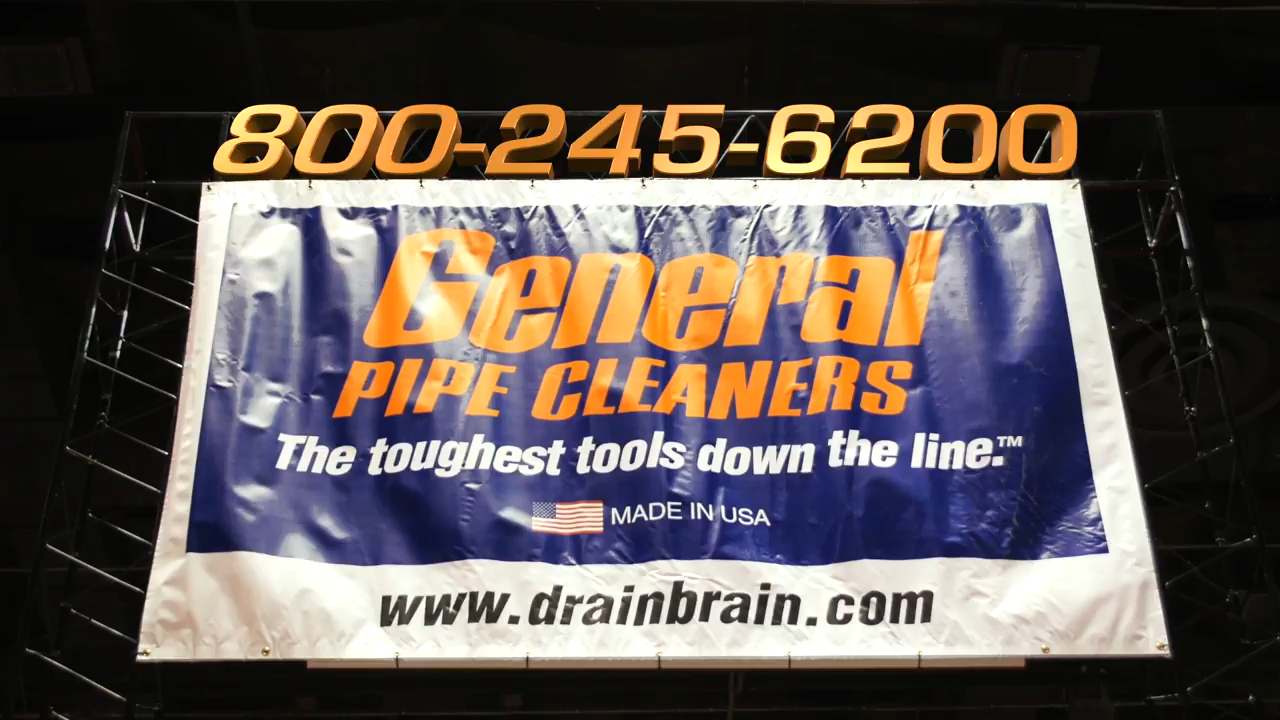 800-245-6200
General
PIPE CLEANERS
The toughest tools down the line.™
MADE IN USA
www.drainbrain.com